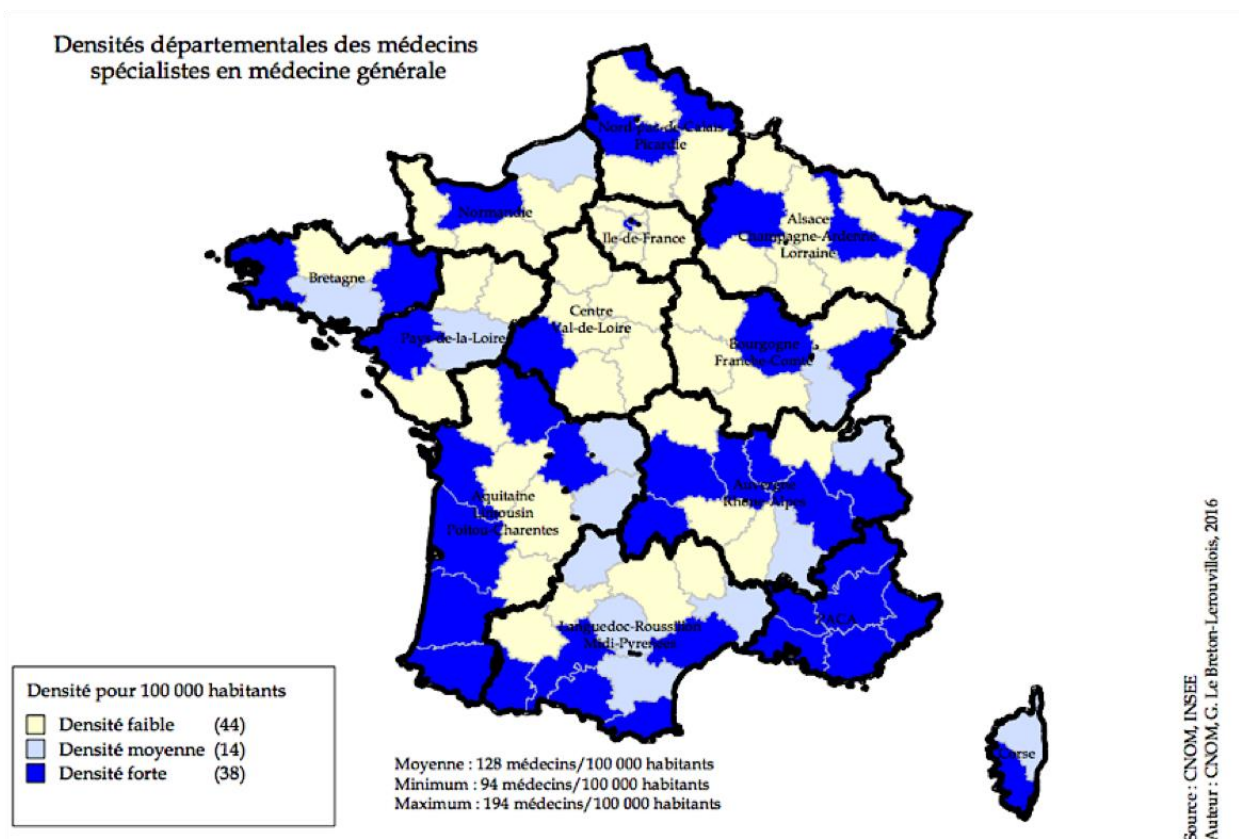 Densités départementales des médecins
spécialistes en médecine générale
Nord-pas-de-Calais
Picardie
Normandie
Ile-de-France
Alsace
Champagne-Ardenne
Lorraine
Bretagne
Pays-de-la-Loire
Centre
Val-de-Loire
Bourgogne
Franche-Comté
Aquitaine
Limousin
Poitou-Charentes
Auvergne
Rhône-Alpes
Languedoc-Roussillon
Midi-Pyrenees
PACA
Corse
Densité pour 100 000 habitants
Densité faible (44)
Densité moyenne (14)
Densité forte (38)
Moyenne : 128 médecins/100 000 habitants
Minimum : 94 médecins/100 000 habitants
Maximum : 194 médecins/100 000 habitants
Source : CNOM, INSEE
Auteur : CNOM, G. Le Breton-Lerouvillois, 2016